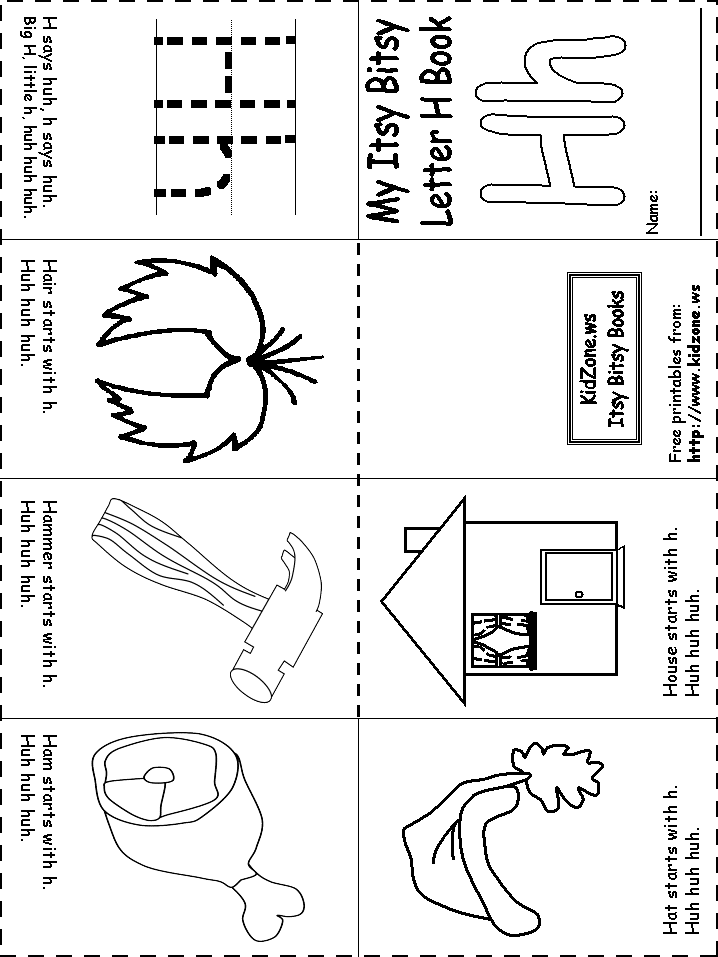 My Itsy Bitsy
Letter H Book
Hh
Name:
KidZone.ws
Itsy Bitsy Books
Free printables from:
http://www.kidzone.ws
House starts with h.
Huh huh huh.
Hat starts with h.
Huh huh huh.
Hh
H says huh, h says huh.
Big H, little h, huh huh huh.
Hair starts with h.
Huh huh huh.
Hammer starts with h.
Huh huh huh.
Ham starts with h.
Huh huh huh.